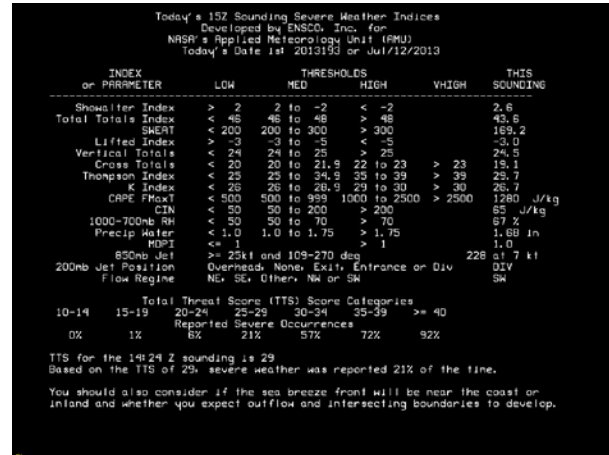 Today's 15Z Sounding Severe Weather Indices
Developed by ENSCO, Inc. for
NASA's Applied Meteorology Unit (AMU)
Today's Date is: 2013193 or Jul/12/2013
INDEX THRESHOLDS THIS
or PARAMETER LOW MED HIGH VHIGH SOUNDING
Showalter Index > 2 2 to -2 < -2 2.6
Total Totals Index < 46 46 to 48 > 48 43.6
SWEAT < 200 200 to 300 > 300 169.2
Lifted Index > -3 -3 to -5 < -5 -3.0
Vertical Totals < 24 24 to 25 > 25 24.5
Cross Totals < 20 20 to 21.9 22 to 23 > 23 19.1
Thompson Index < 25 25 to 34.9 35 to 39 > 39 29.7
K Index < 26 26 to 28.9 29 to 30 > 30 26.7
CAPE FMaxT < 500 500 to 999 1000 to 2500 > 2500 1280 J/kg
CIN < 50 50 to 200 > 200 65 J/kg
1000-700mb RH < 50 50 to 70 > 70 67 %
Precip Water < 1.0 1.0 to 1.75 > 1.75 1.68 in
MDPI <= 1 > 1 1.0
850mb Jet >= 25kt and 109-270 deg 228 at 7 kt
200mb Jet Position Overhead, None, Exit, Entrance or Div DIV
Flow Regime NE, SE, Other, NW or SW SW
Total Threat Score (TTS) Score Categories
10-14 15-19 20-24 25-29 30-34 35-39 >= 40
Reported Severe Occurrences
0% 1% 6% 21% 57% 72% 92%
TTS for the 14:24 Z sounding is 29
Based on the TTS of 29, severe weather was reported 21% of the time.
You should also consider if the sea breeze front will be near the coast or
inland and whether you expect outflow and intersecting boundaries to develop.